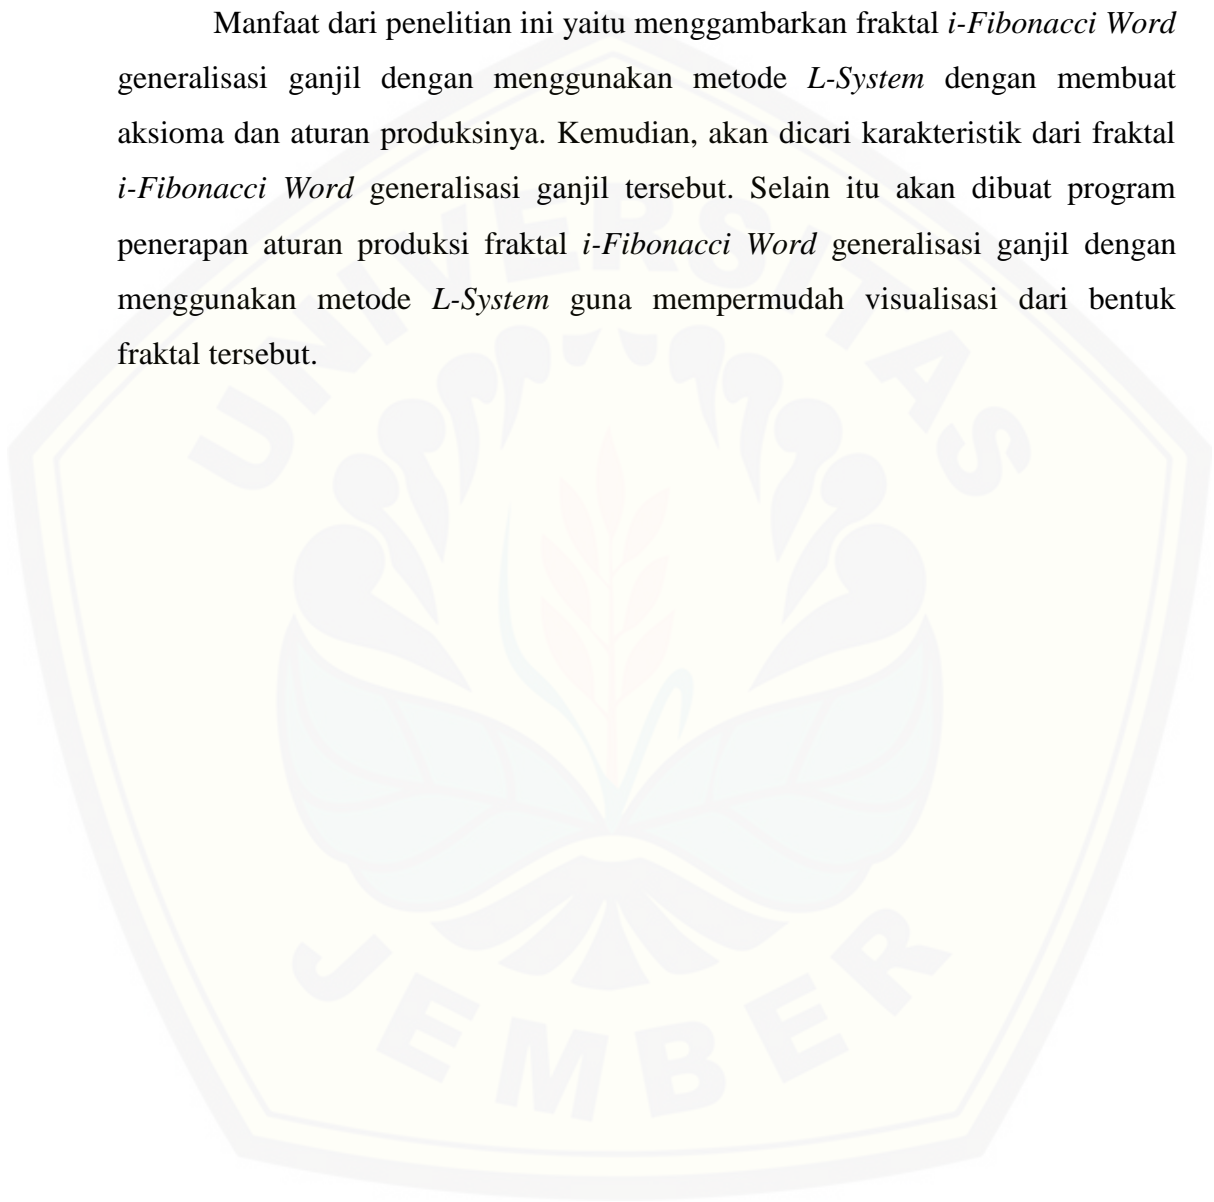 Manfaat dari penelitian ini yaitu menggambarkan fraktal i-Fibonacci Word
generalisasi ganjil dengan menggunakan metode L-System dengan membuat
aksioma dan aturan produksinya. Kemudian, akan dicari karakteristik dari fraktal
i-Fibonacci Word generalisasi ganjil tersebut. Selain itu akan dibuat program
penerapan aturan produksi fraktal i-Fibonacci Word generalisasi ganjil dengan
menggunakan metode L-System guna mempermudah visualisasi dari bentuk
fraktal tersebut.
UNIVERSITAS
JEMBER